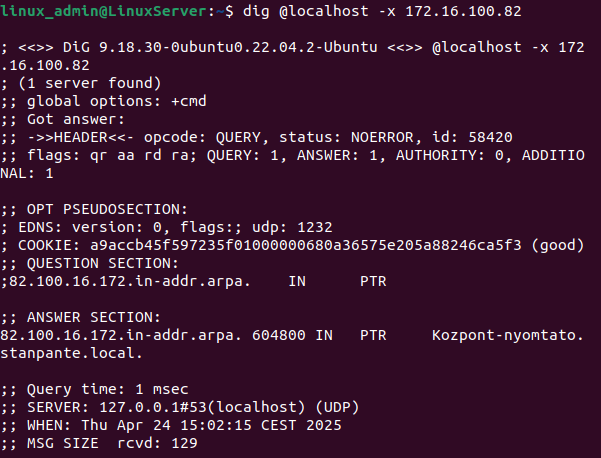 linux_admin@LinuxServer:~$ dig @localhost -x 172.16.100.82

; <<>> DiG 9.18.30-0ubuntu0.22.04.2-Ubuntu <<>> @localhost -x 172
.16.100.82
; (1 server found)
;; global options: +cmd
;; Got answer:
;; ->>HEADER<<- opcode: QUERY, status: NOERROR, id: 58420
;; flags: qr aa rd ra; QUERY: 1, ANSWER: 1, AUTHORITY: 0, ADDITIO
NAL: 1

;; OPT PSEUDOSECTION:
; EDNS: version: 0, flags:; udp: 1232
; COOKIE: a9accb45f597235f01000000680a36575e205a88246ca5f3 (good)
;; QUESTION SECTION:
;82.100.16.172.in-addr.arpa.    IN      PTR

;; ANSWER SECTION:
82.100.16.172.in-addr.arpa. 604800 IN   PTR     Kozpont-nyomtato.
stanpante.local.

;; Query time: 1 msec
;; SERVER: 127.0.0.1#53(localhost) (UDP)
;; WHEN: Thu Apr 24 15:02:15 CEST 2025
;; MSG SIZE  rcvd: 129